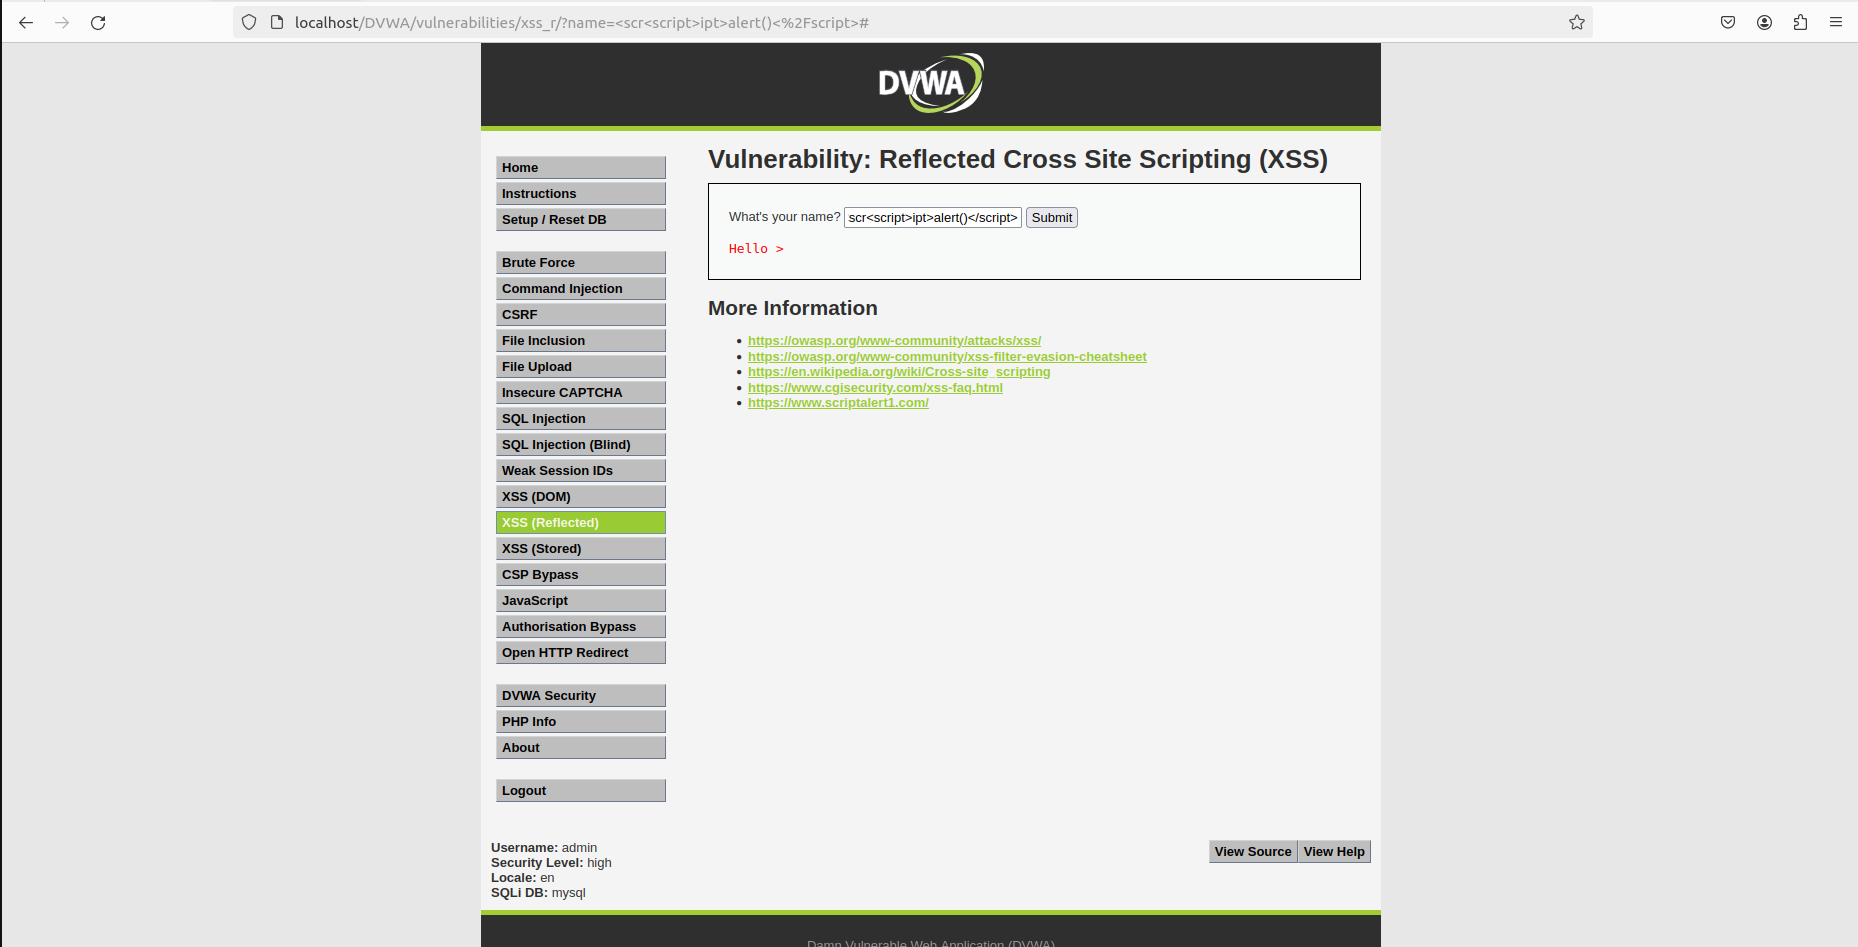 localhost/DVWA/vulnerabilities/xss_r/?name=<scr<script>ipt>alert()<%2Fscript>#
DVWA
Vulnerability: Reflected Cross Site Scripting (XSS)
Home
Instructions
Setup / Reset DB
Brute Force
Command Injection
CSRF
File Inclusion
File Upload
Insecure CAPTCHA
SQL Injection
SQL Injection (Blind)
Weak Session IDs
XSS (DOM)
XSS (Reflected)
XSS (Stored)
CSP Bypass
JavaScript
Authorisation Bypass
Open HTTP Redirect
DVWA Security
PHP Info
About
Logout
What's your name? scr<script>ipt>alert()</script> Submit
Hello >
More Information
• https://owasp.org/www-community/attacks/xss/
• https://owasp.org/www-community/xss-filter-evasion-cheatsheet
• https://en.wikipedia.org/wiki/Cross-site_scripting
• https://www.cgisecurity.com/xss-faq.html
• https://www.scriptalert1.com/
Username: admin
Security Level: high
Locale: en
SQLi DB: mysql
View Source View Help
Damn Vulnerable Web Application (DVWA)